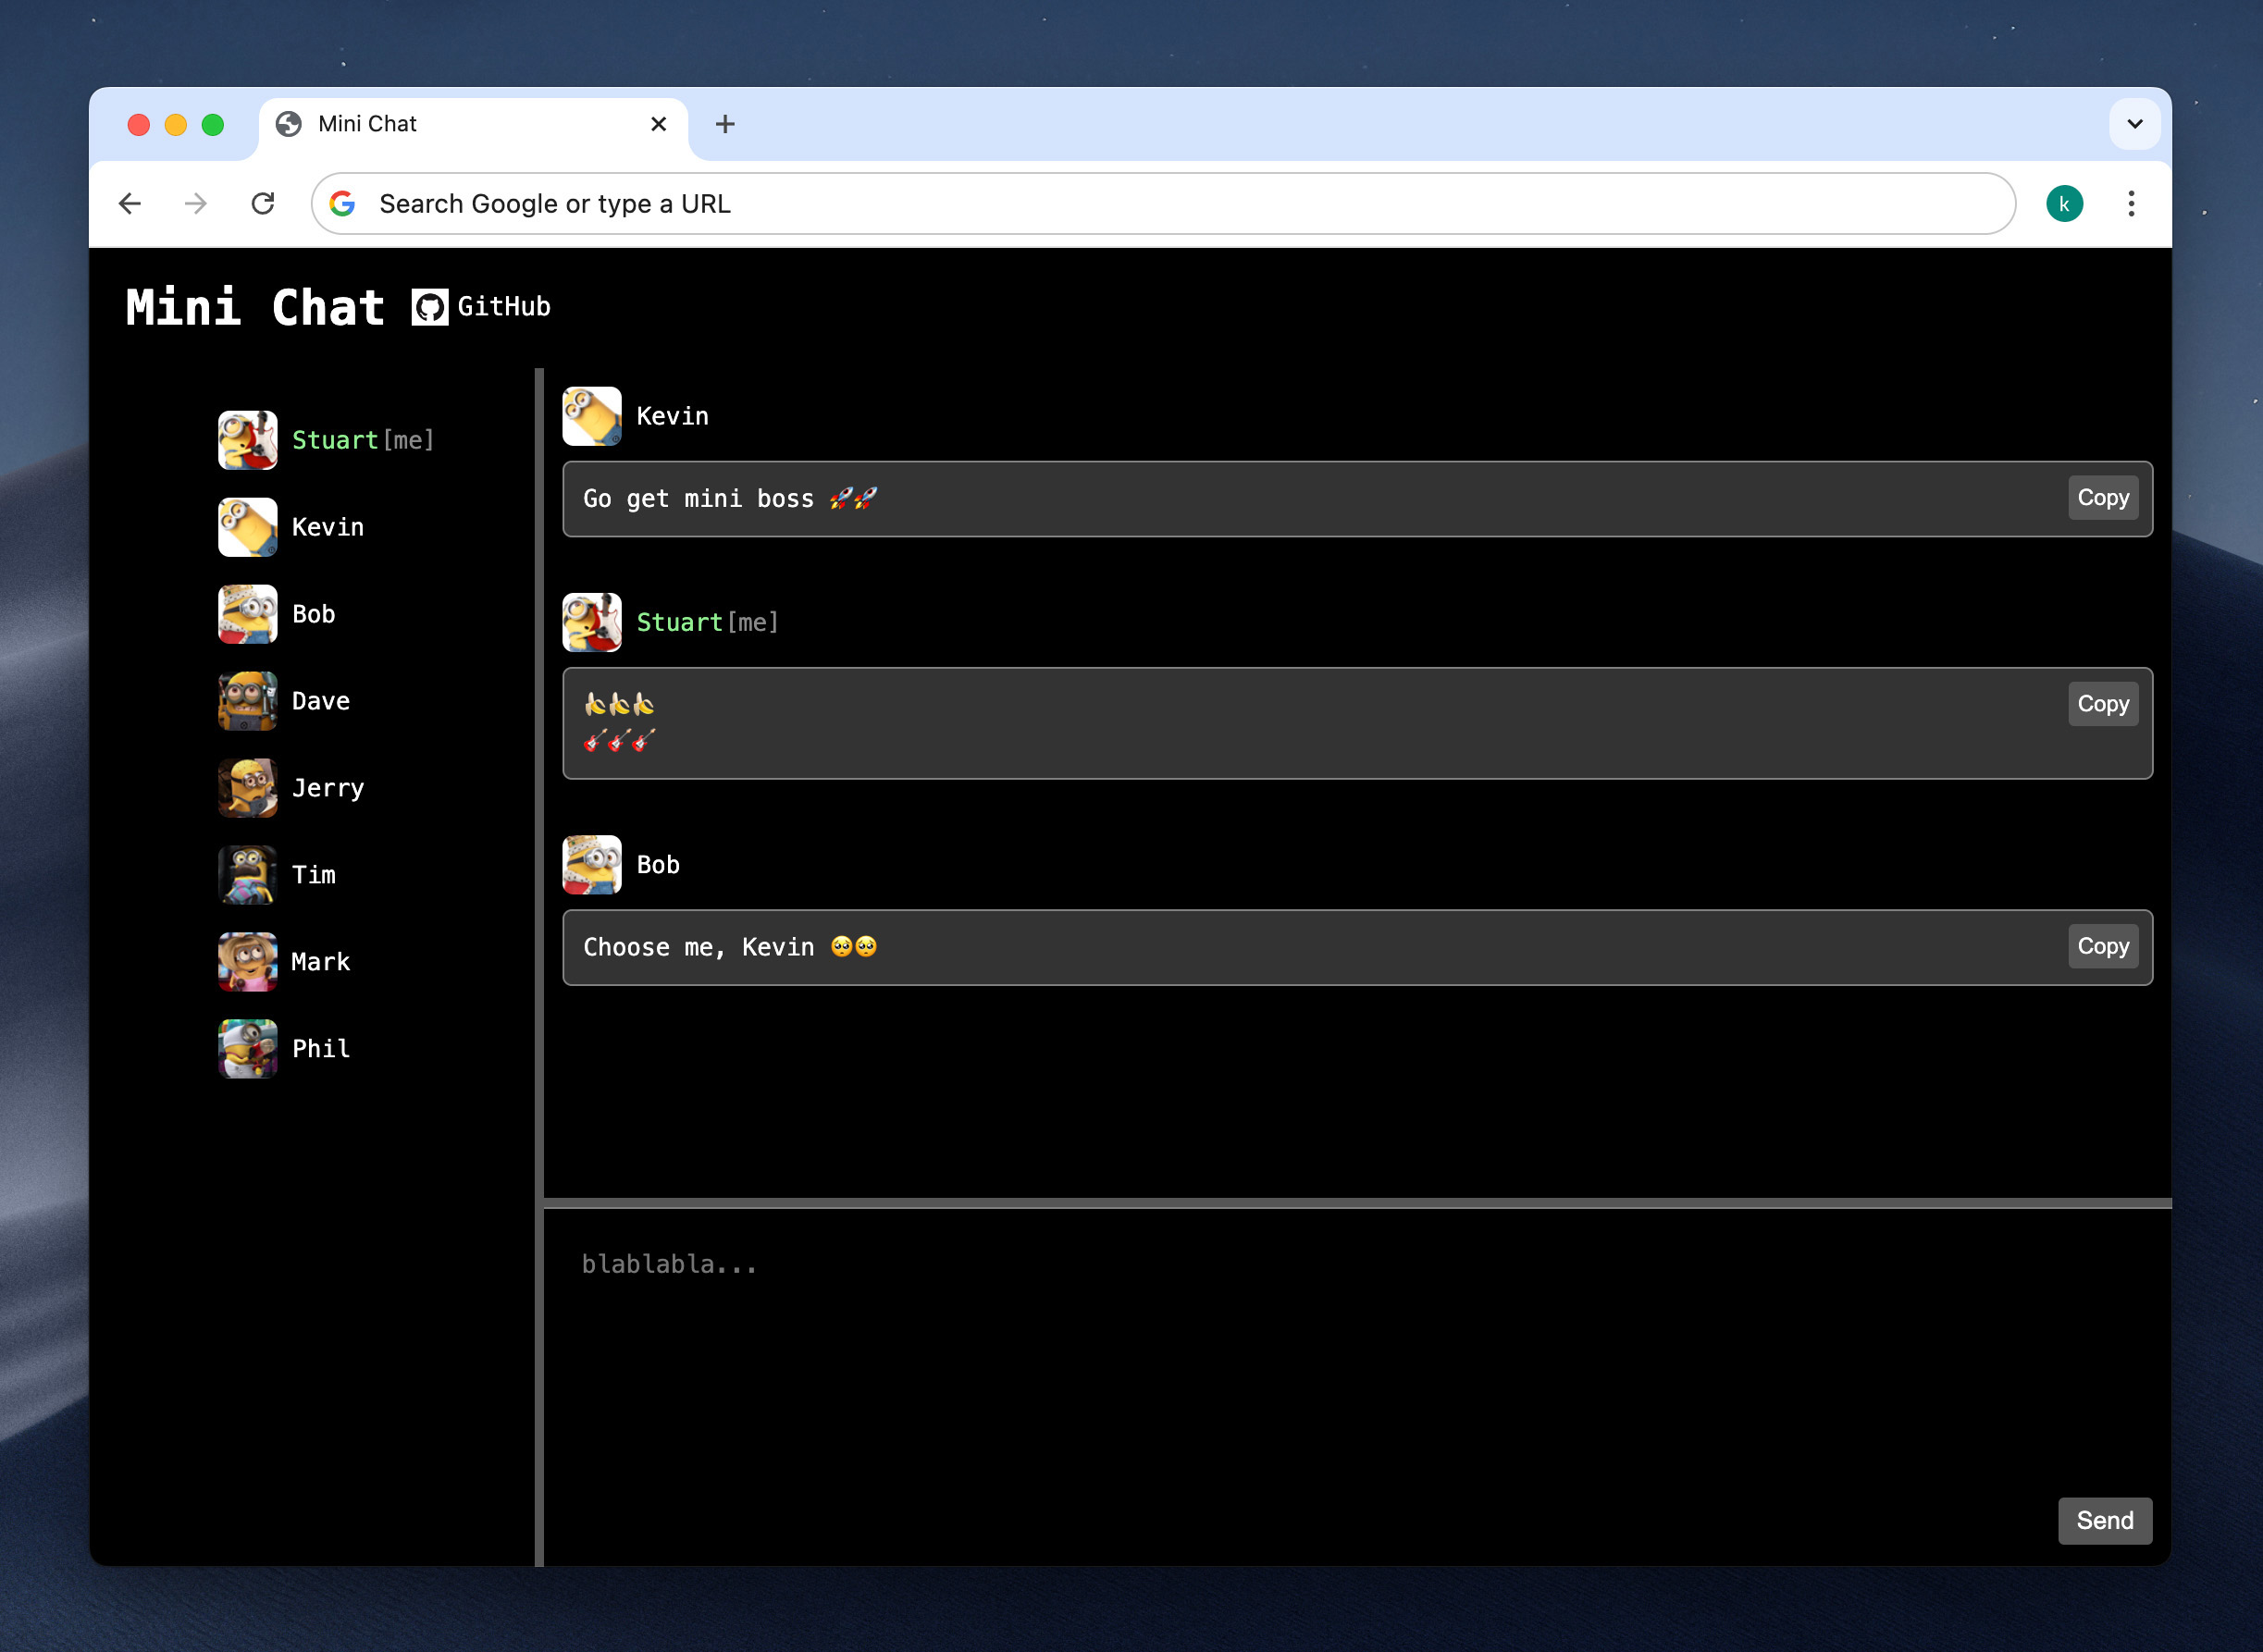 Mini Chat
Search Google or type a URL
k
Mini Chat GitHub
Stuart[me]
Kevin
Bob
Dave
Jerry
Tim
Mark
Phil
Kevin
Go get mini boss 🚀🚀
Copy
Stuart[me]
🍌🍌🍌
🎸🎸🎸
Copy
Bob
Choose me, Kevin 🥺🥺
Copy
blablabla...
Send